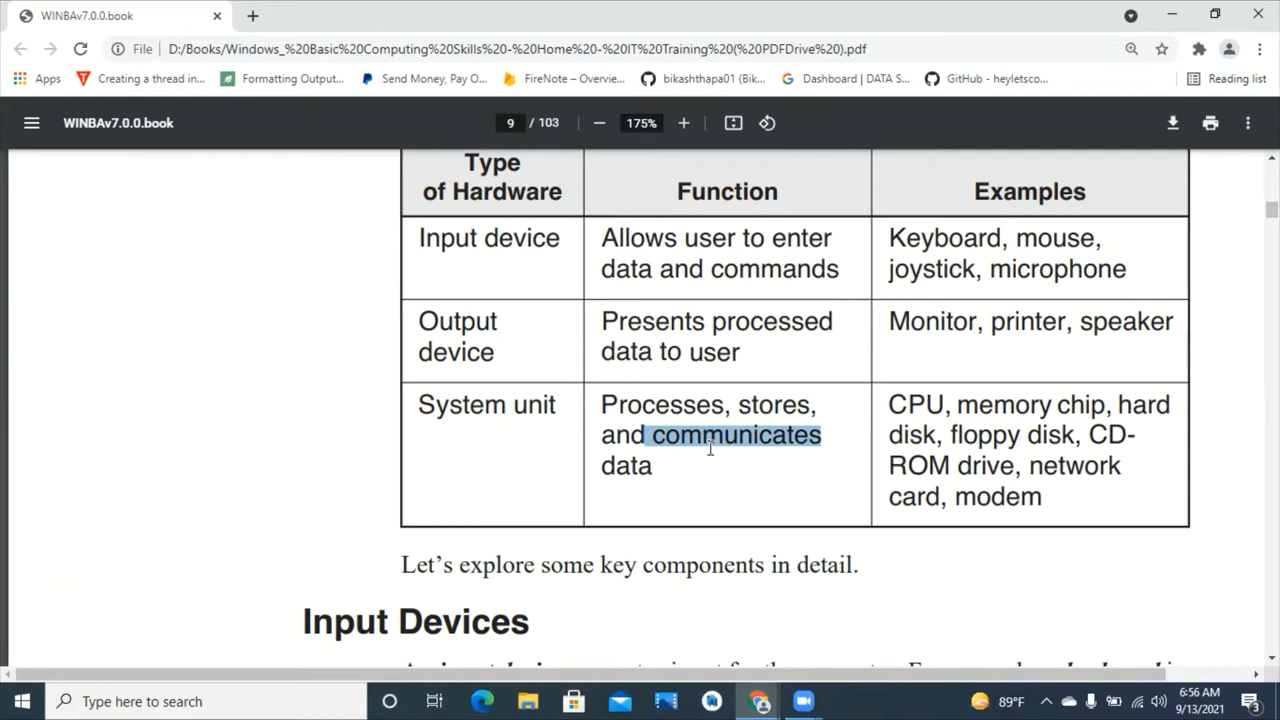 WINBAv7.0.0.book
File
D:/Books/Windows_%20Basic%20Computing%20Skills%20-%20Home%20-%20IT%20Training%20(%20PDFDrive%20).pdf
Apps
Creating a thread in...
Formatting Output...
Send Money, Pay O...
FireNote – Overvie...
bikashthapa01 (Bik...
Dashboard | DATA S...
GitHub - heyletsco...
Reading list
WINBAv7.0.0.book
9 / 103
175%
Type
of Hardware
Function
Examples
Input device
Allows user to enter
data and commands
Keyboard, mouse,
joystick, microphone
Output
device
Presents processed
data to user
Monitor, printer, speaker
System unit
Processes, stores,
and communicates
data
CPU, memory chip, hard
disk, floppy disk, CD-
ROM drive, network
card, modem
Let’s explore some key components in detail.
Input Devices
Type here to search
89°F
6:56 AM
9/13/2021
3